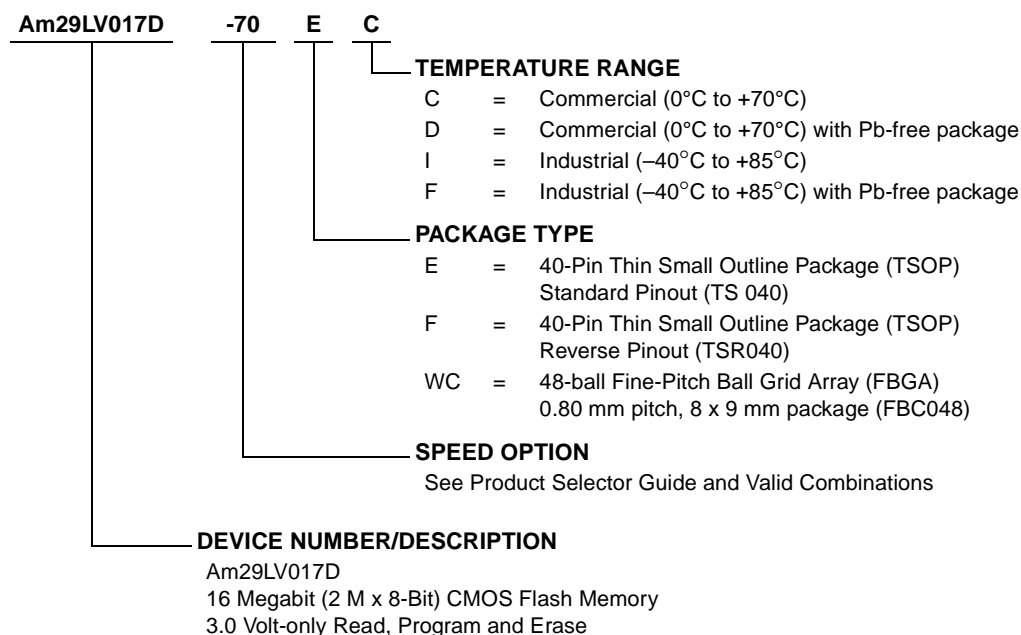 Am29LV017D -70 E C
TEMPERATURE RANGE
C = Commercial (0°C to +70°C)
D = Commercial (0°C to +70°C) with Pb-free package
I = Industrial (–40°C to +85°C)
F = Industrial (–40°C to +85°C) with Pb-free package
PACKAGE TYPE
E = 40-Pin Thin Small Outline Package (TSOP)
Standard Pinout (TS 040)
F = 40-Pin Thin Small Outline Package (TSOP)
Reverse Pinout (TSR040)
WC = 48-ball Fine-Pitch Ball Grid Array (FBGA)
0.80 mm pitch, 8 x 9 mm package (FBC048)
SPEED OPTION
See Product Selector Guide and Valid Combinations
DEVICE NUMBER/DESCRIPTION
Am29LV017D
16 Megabit (2 M x 8-Bit) CMOS Flash Memory
3.0 Volt-only Read, Program and Erase